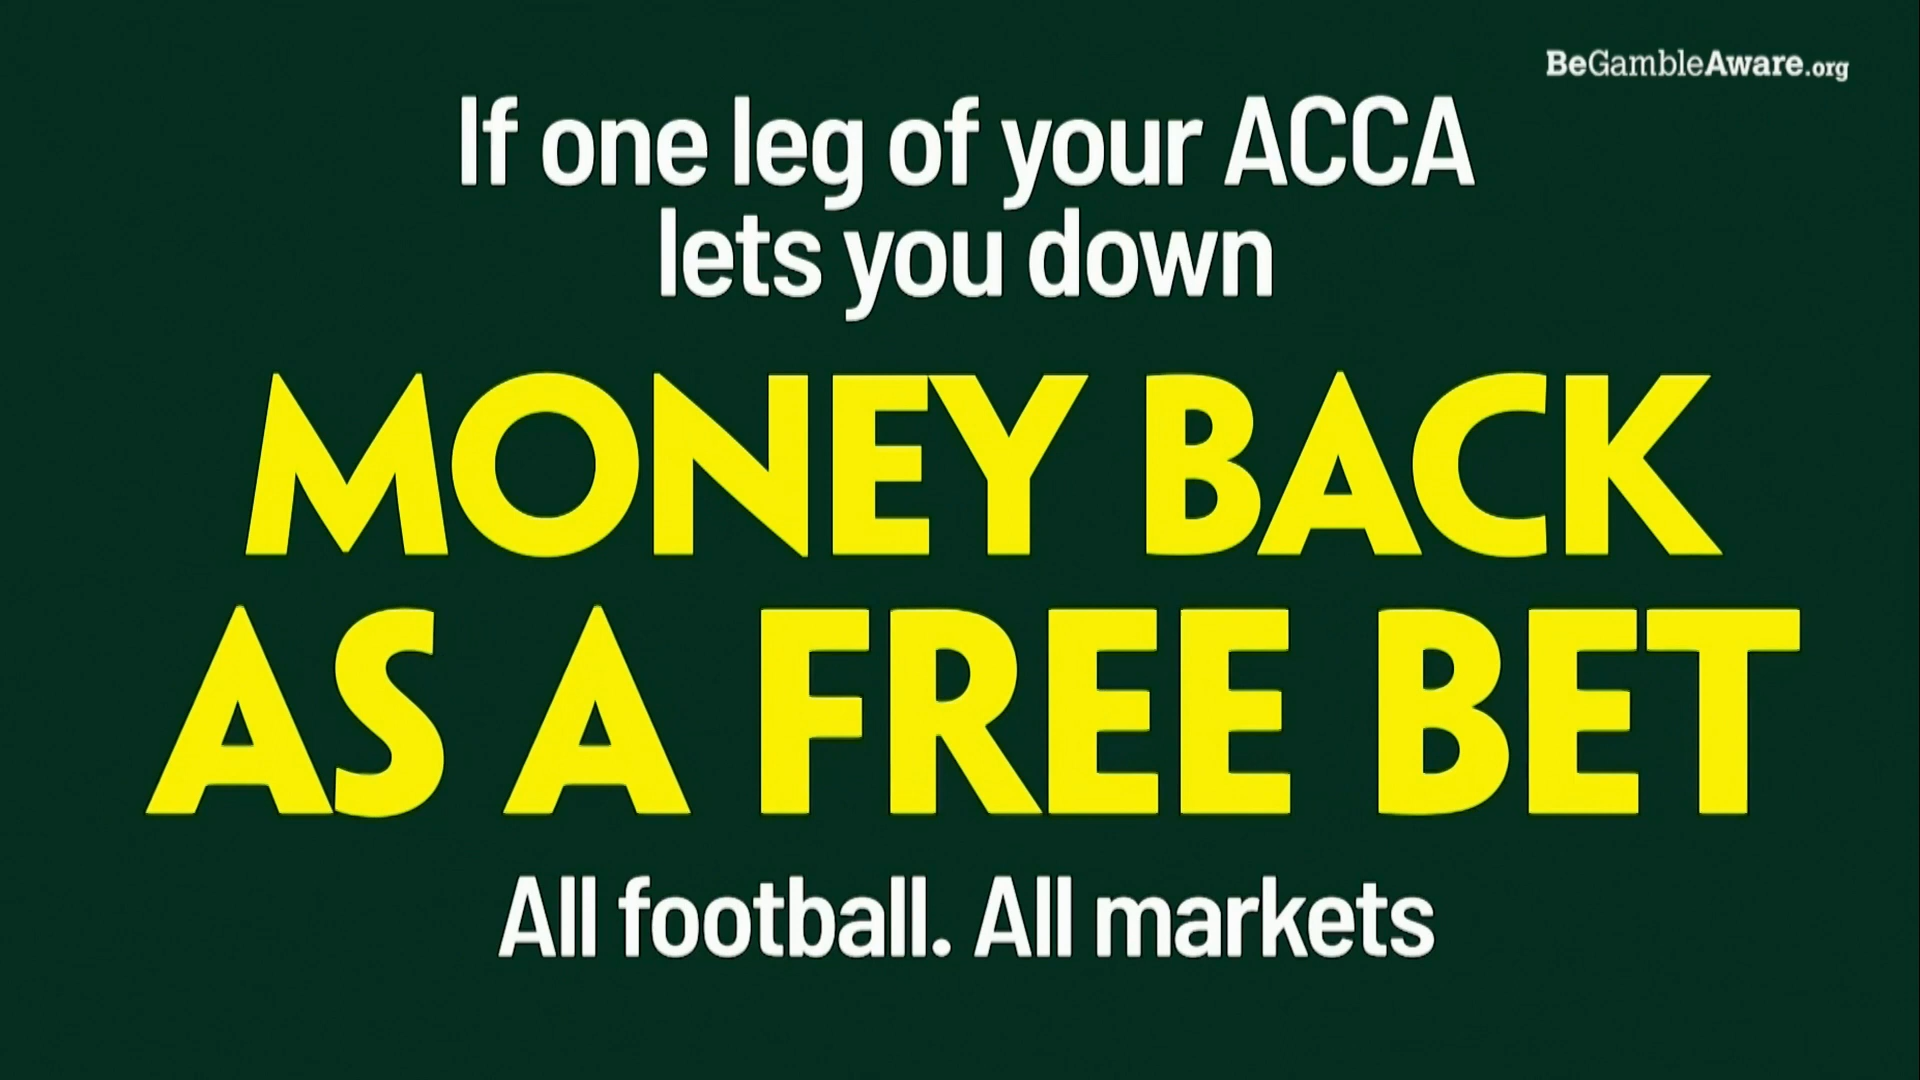 BeGambleAware.org
If one leg of your ACCA
lets you down
MONEY BACK
AS A FREE BET
All football. All markets